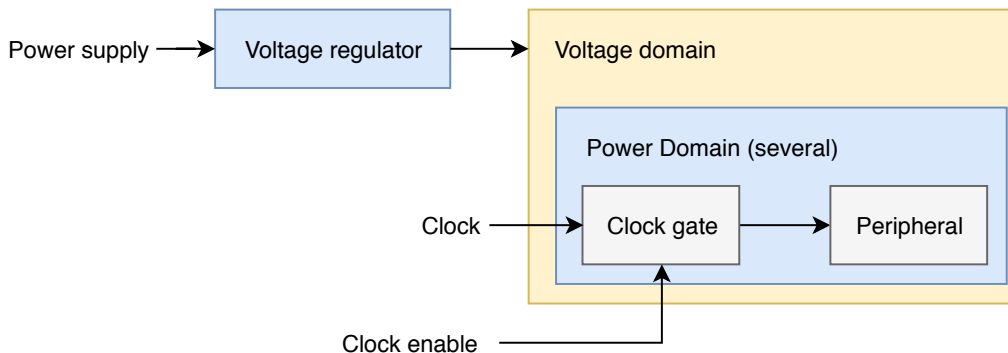 Power supply
Voltage regulator
Voltage domain
Power Domain (several)
Clock
Clock gate
Peripheral
Clock enable